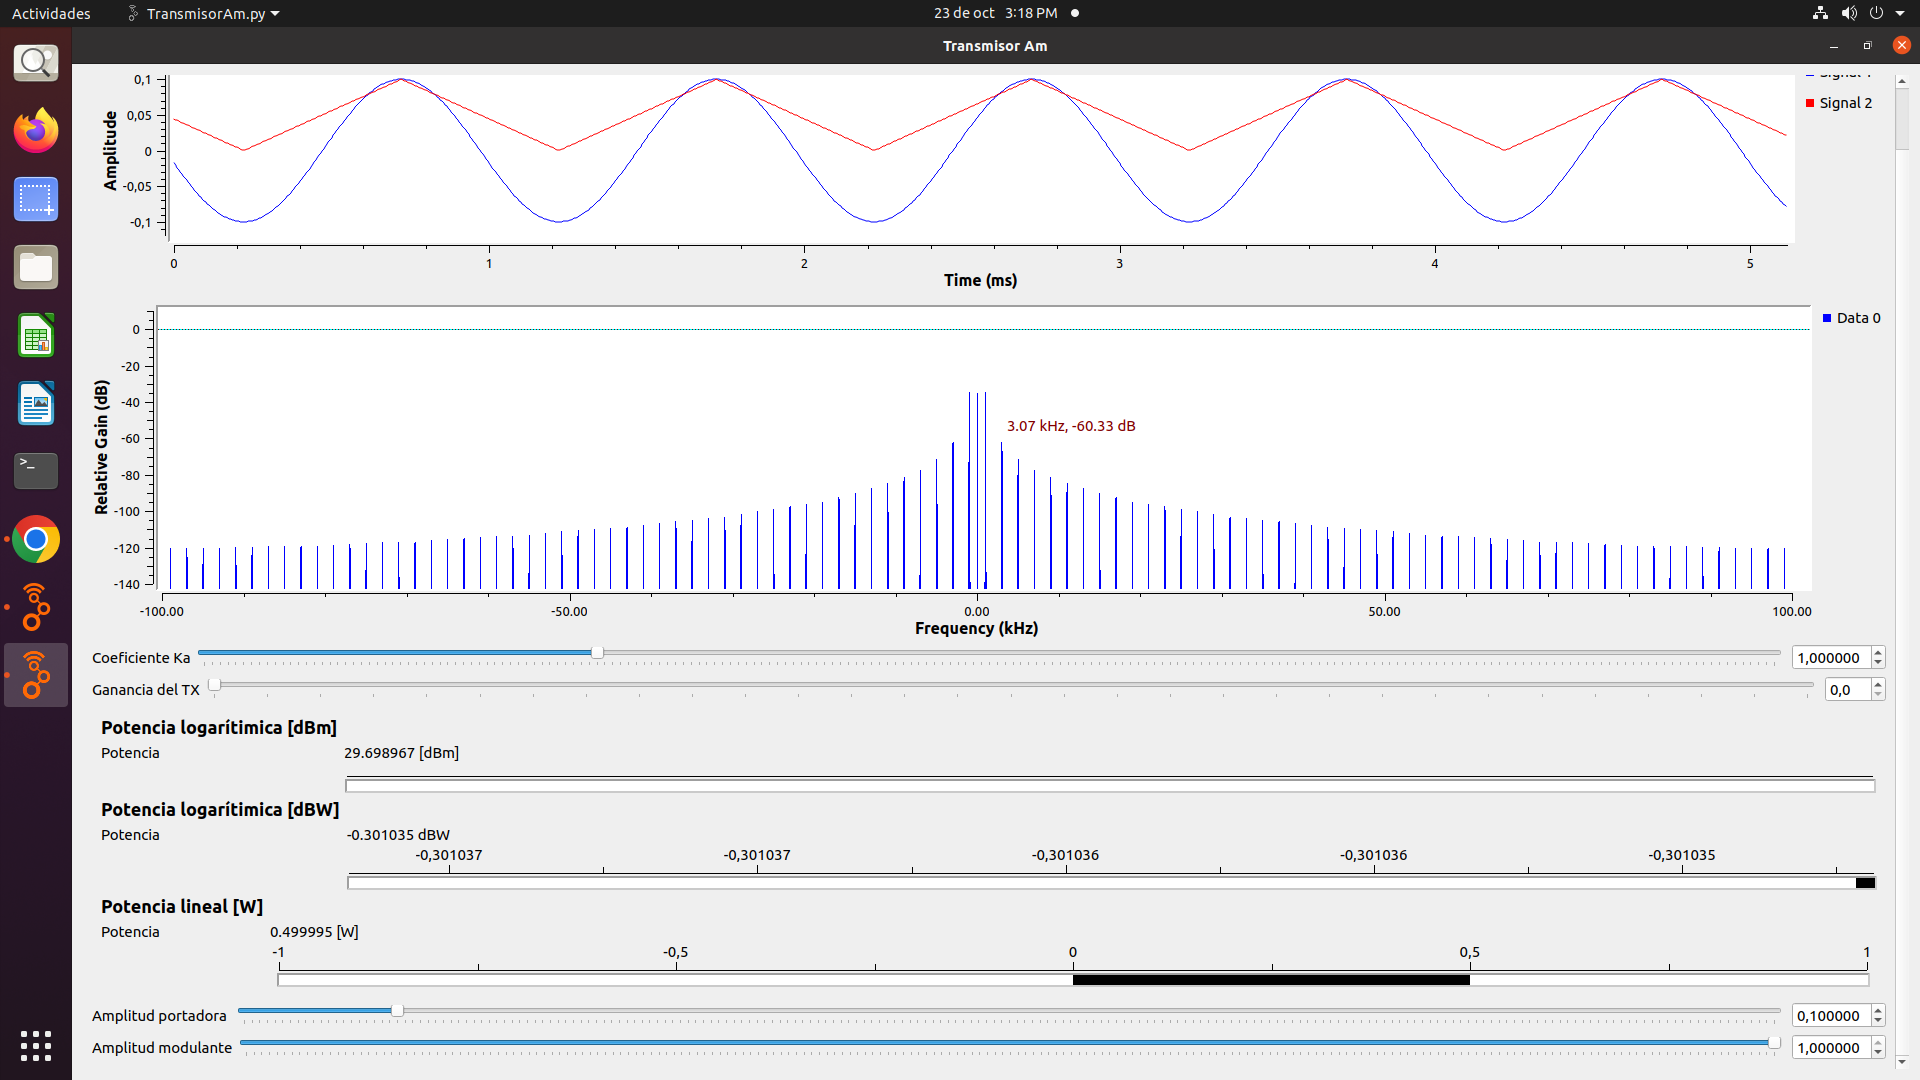 Actividades TransmisorAm.py 23 de oct 3:18 PM
Transmisor Am
0,1
0,05
0
-0,05
-0,1
Amplitude
Signal 2
0 1 2 3 4 5
Time (ms)
0
-20
-40
-60
-80
-100
-120
-140
Relative Gain (dB)
Data 0
3.07 kHz, -60.33 dB
-100.00 -50.00 0.00 50.00 100.00
Frequency (kHz)
Coeficiente Ka 1,000000
Ganancia del TX 0,0
Potencia logarítimica [dBm]
Potencia 29.698967 [dBm]
Potencia logarítimica [dBW]
Potencia -0.301035 dBW
-0,301037 -0,301037 -0,301036 -0,301036 -0,301035
Potencia lineal [W]
Potencia 0.499995 [W]
-1 -0,5 0 0,5 1
Amplitud portadora 0,100000
Amplitud modulante 1,000000